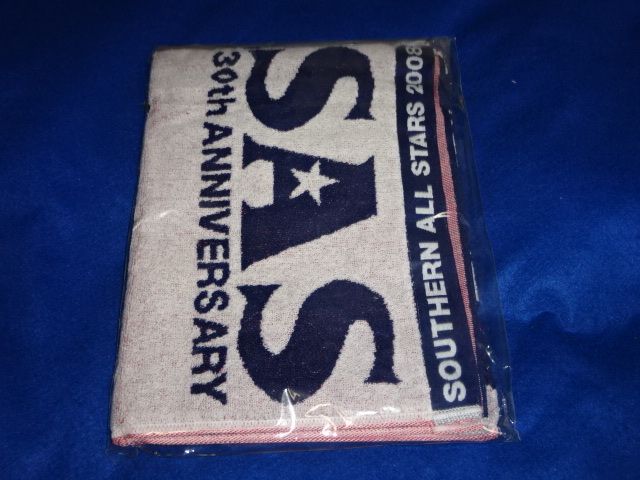 SAS
30th ANNIVERSARY
SOUTHERN ALL STARS 2008